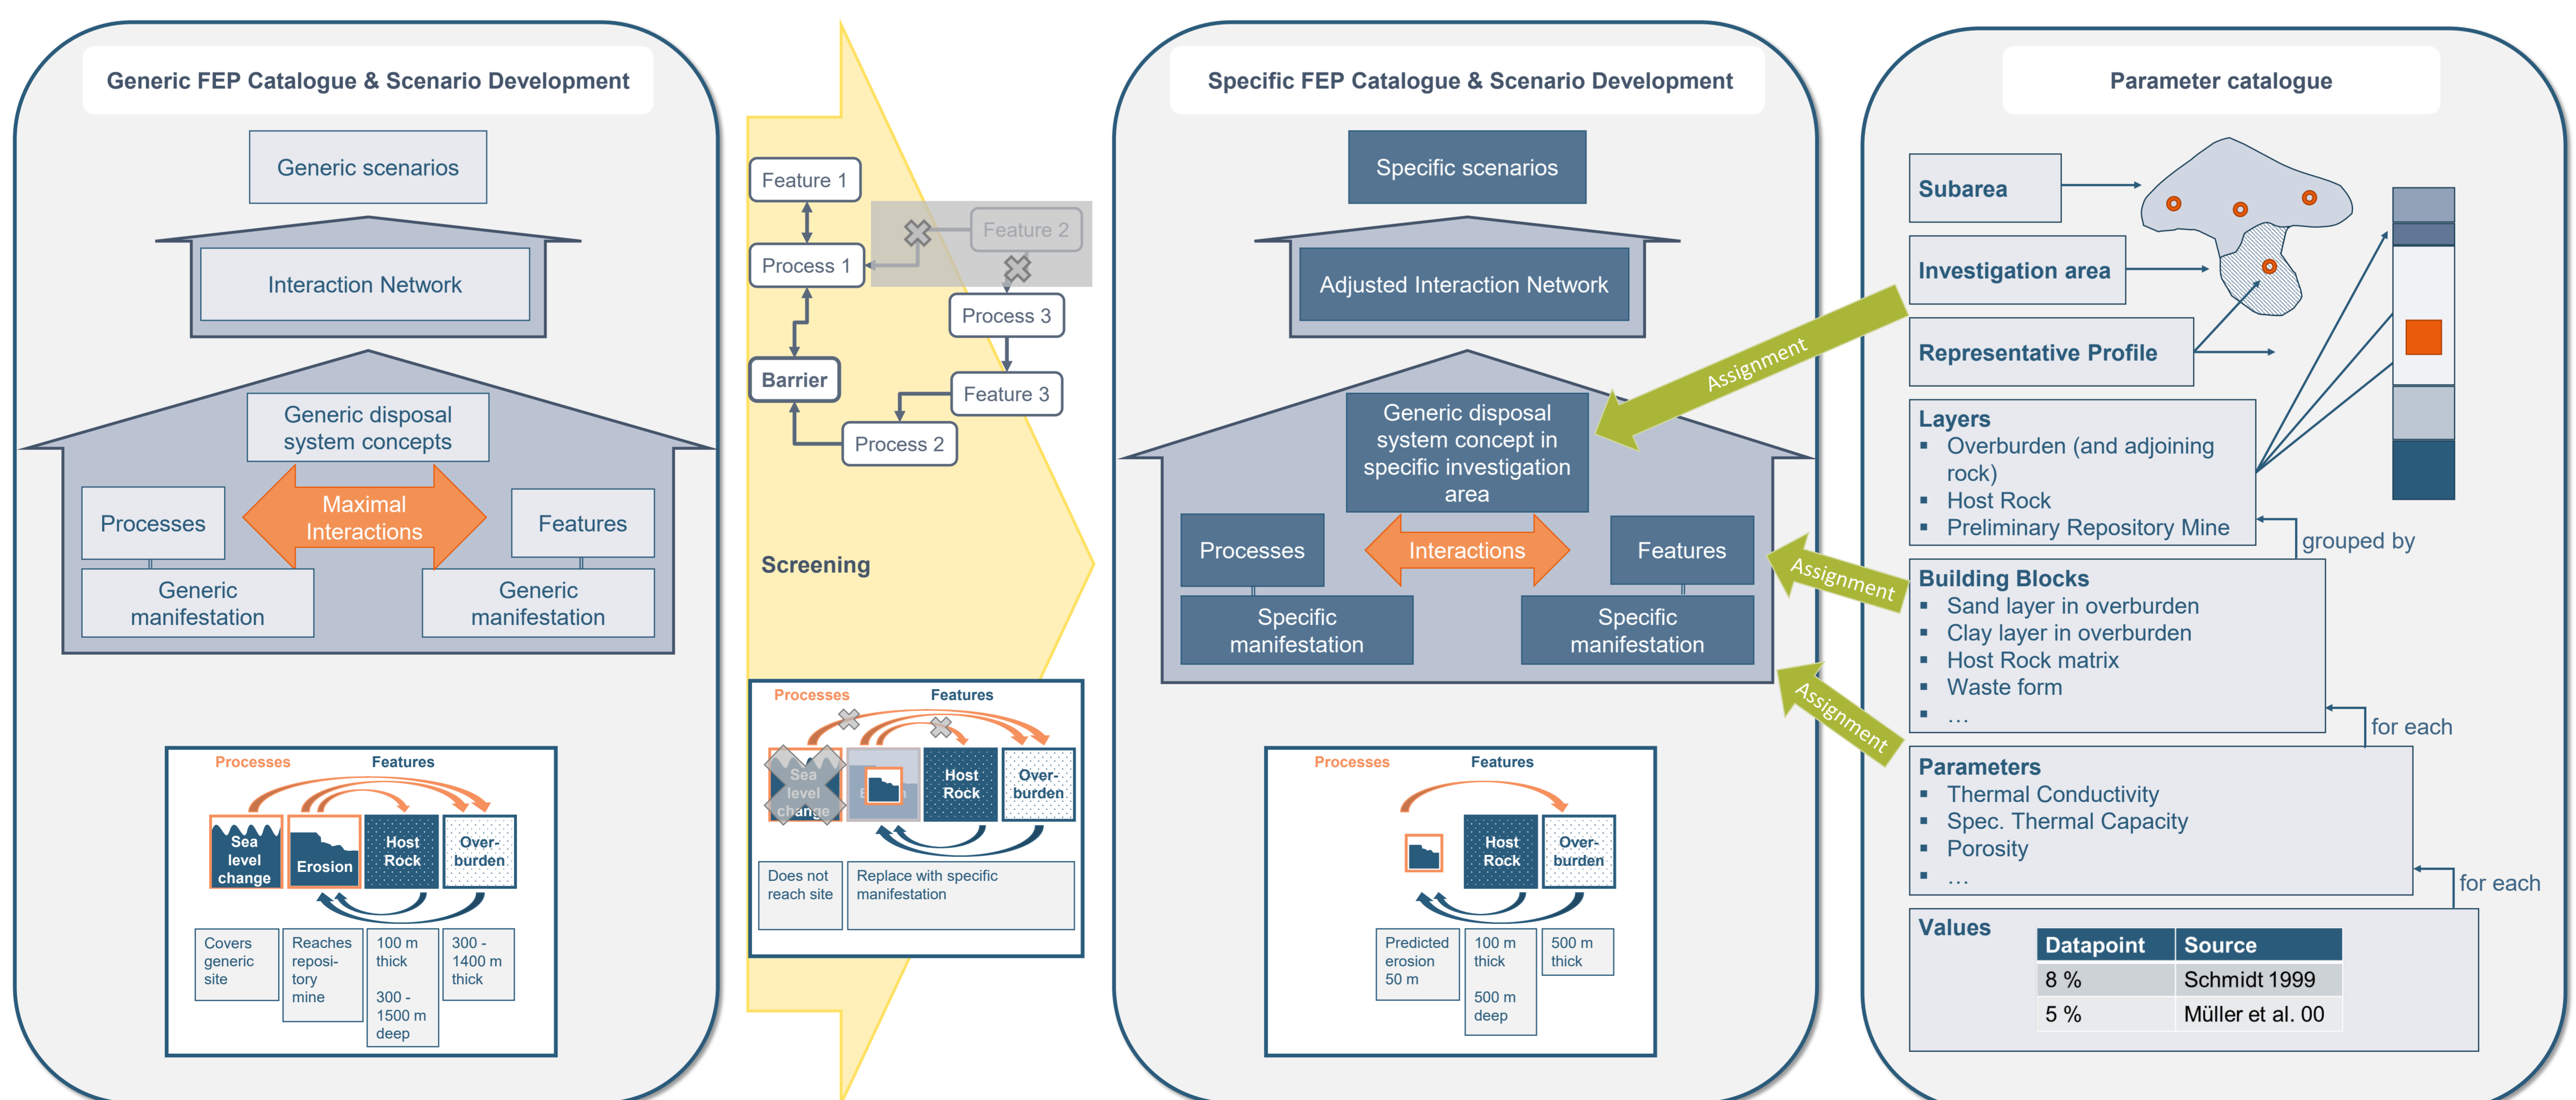 Generic FEP Catalogue & Scenario Development
Generic scenarios
Interaction Network
Generic disposal
system concepts
Processes
Maximal
Interactions
Features
Generic
manifestation
Generic
manifestation
Processes
Features
Sea
level
change
Erosion
Host
Rock
Over-
burden
Covers
generic
site
Reaches
reposi-
tory
mine
100 m
thick
300 -
1500 m
deep
300 -
1400 m
thick
Feature 1
Feature 2
Process 1
Process 3
Barrier
Feature 3
Process 2
Screening
Processes
Features
Sea
level
change
Host
Rock
Over-
burden
Does not
reach site
Replace with specific
manifestation
Specific FEP Catalogue & Scenario Development
Specific scenarios
Adjusted Interaction Network
Generic disposal
system concept in
specific investigation
area
Processes
Interactions
Features
Specific
manifestation
Specific
manifestation
Processes
Features
Host
Rock
Over-
burden
Predicted
erosion
50 m
100 m
thick
500 m
deep
500 m
thick
Assignment
Assignment
Assignment
Parameter catalogue
Subarea
Investigation area
Representative Profile
Layers
▪ Overburden (and adjoining
rock)
▪ Host Rock
▪ Preliminary Repository Mine
grouped by
Building Blocks
▪ Sand layer in overburden
▪ Clay layer in overburden
▪ Host Rock matrix
▪ Waste form
▪ …
for each
Parameters
▪ Thermal Conductivity
▪ Spec. Thermal Capacity
▪ Porosity
▪ …
for each
Values
Datapoint Source
8 % Schmidt 1999
5 % Müller et al. 00